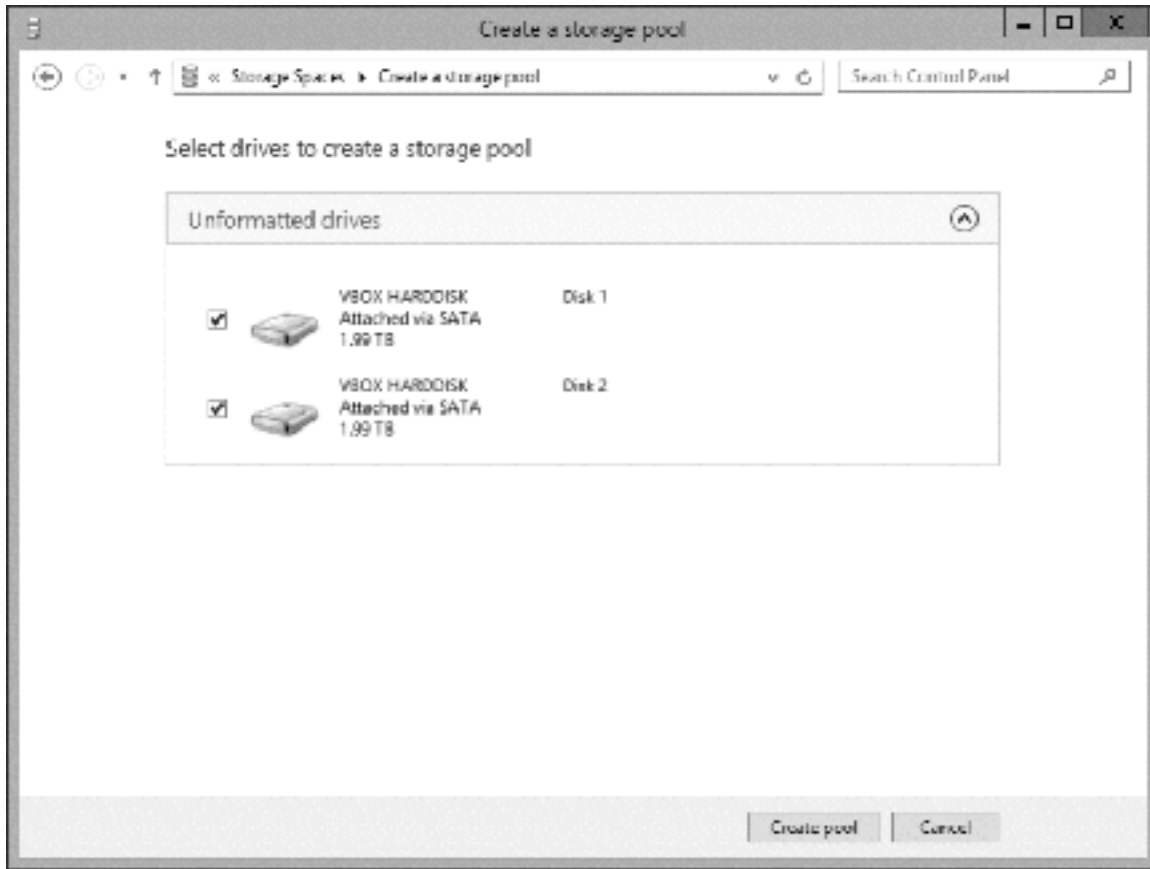 Create a storage pool
« Storage Spaces Create a storage pool
Search Control Panel
Select drives to create a storage pool
Unformatted drives
VBOX HARDDISK Disk 1
Attached via SATA
1.99 TB
VBOX HARDDISK Disk 2
Attached via SATA
1.99 TB
Create pool Cancel